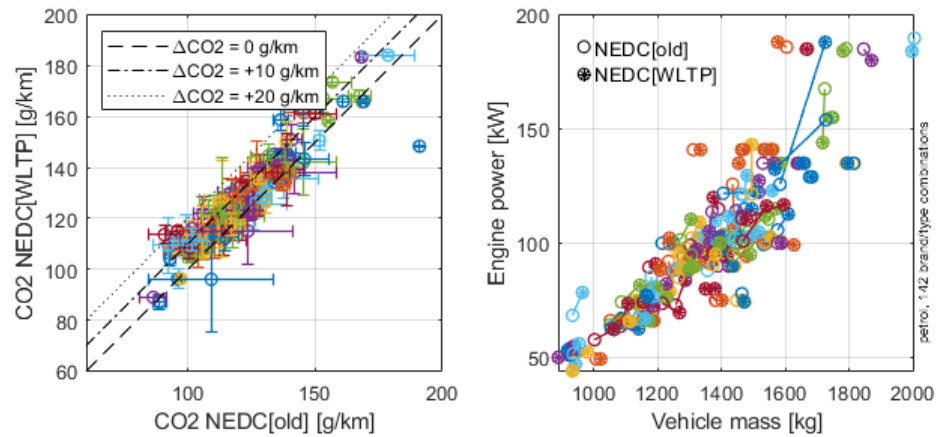 200
180
160
140
120
100
80
60
100
150
200
CO2 NEDC[WLTP] [g/km]
CO2 NEDC[old] [g/km]
ΔCO2 = 0 g/km
ΔCO2 = +10 g/km
ΔCO2 = +20 g/km
200
150
100
50
1000
1200
1400
1600
1800
2000
Engine power [kW]
Vehicle mass [kg]
NEDC[old]
NEDC[WLTP]
petrol, 142 brand/type combinations